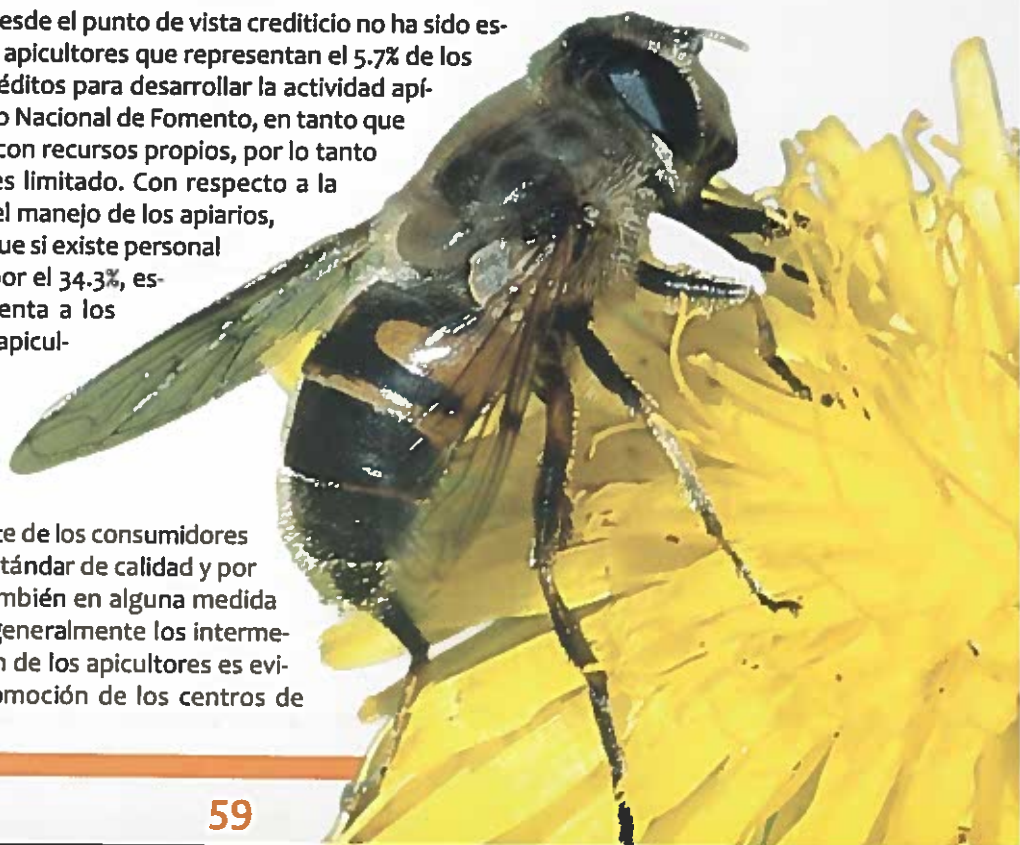 esde el punto de vista crediticio no ha sido es-
apicultores que representan el 5.7% de los
éditos para desarrollar la actividad apí-
o Nacional de Fomento, en tanto que
con recursos propios, por lo tanto
es limitado. Con respecto a la
el manejo de los apiarios,
ue si existe personal
por el 34.3%, es-
enta a los
apicul-
te de los consumidores
tándar de calidad y por
mbién en alguna medida
generalmente los interme-
n de los apicultores es evi-
omoción de los centros de
59